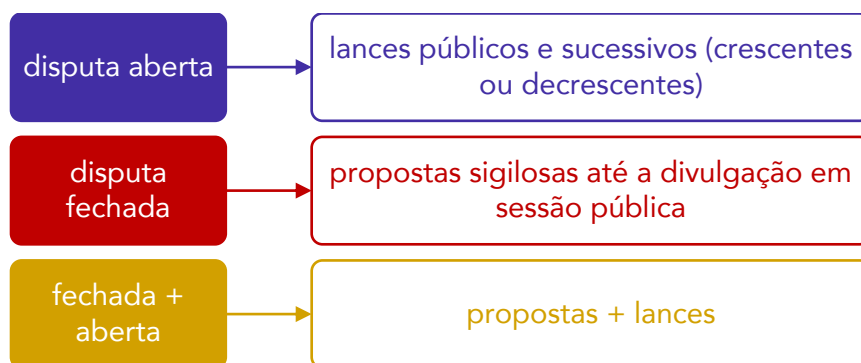 disputa aberta
lances públicos e sucessivos (crescentes
ou decrescentes)
disputa
fechada
propostas sigilosas até a divulgação em
sessão pública
fechada +
aberta
propostas + lances